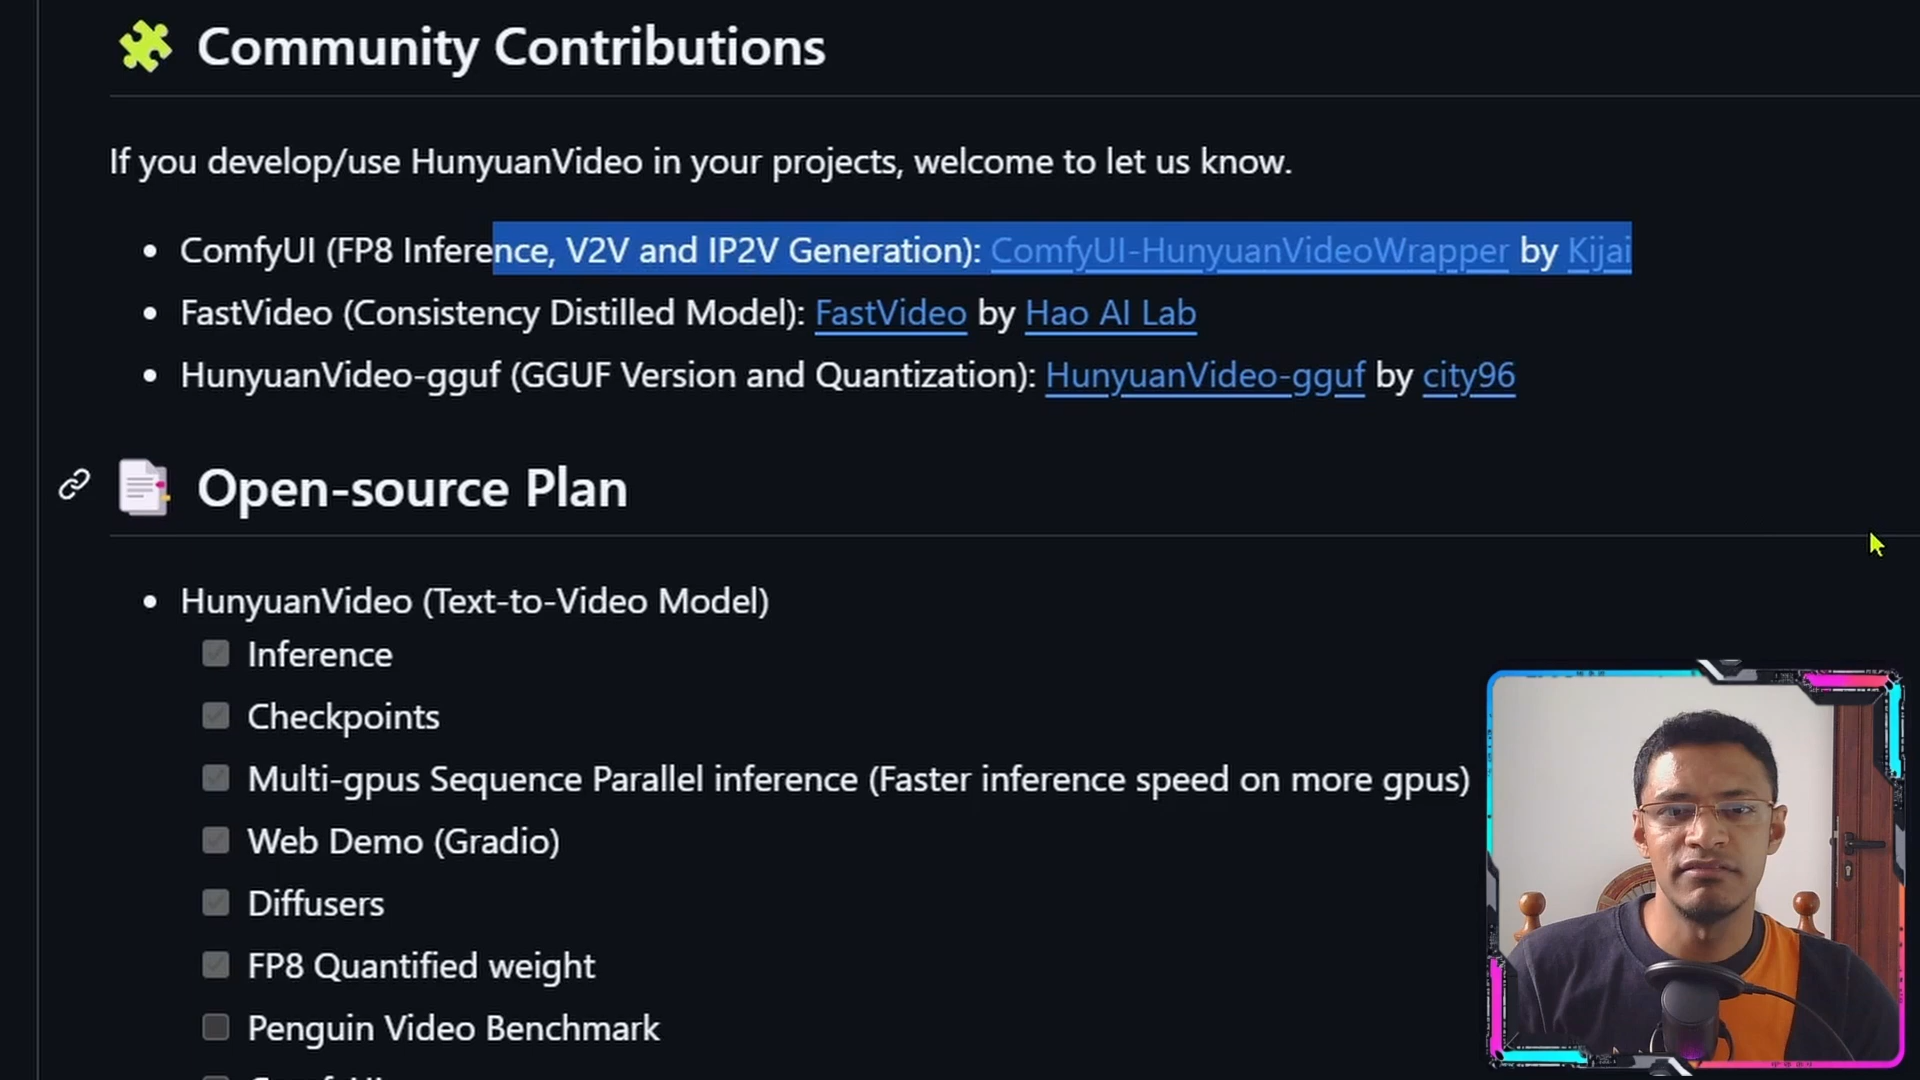 Community Contributions
If you develop/use HunyuanVideo in your projects, welcome to let us know.
ComfyUI (FP8 Inference, V2V and IP2V Generation): ComfyUI-HunyuanVideoWrapper by Kijai
FastVideo (Consistency Distilled Model): FastVideo by Hao AI Lab
HunyuanVideo-gguf (GGUF Version and Quantization): HunyuanVideo-gguf by city96
Open-source Plan
HunyuanVideo (Text-to-Video Model)
Inference
Checkpoints
Multi-gpus Sequence Parallel inference (Faster inference speed on more gpus)
Web Demo (Gradio)
Diffusers
FP8 Quantified weight
Penguin Video Benchmark